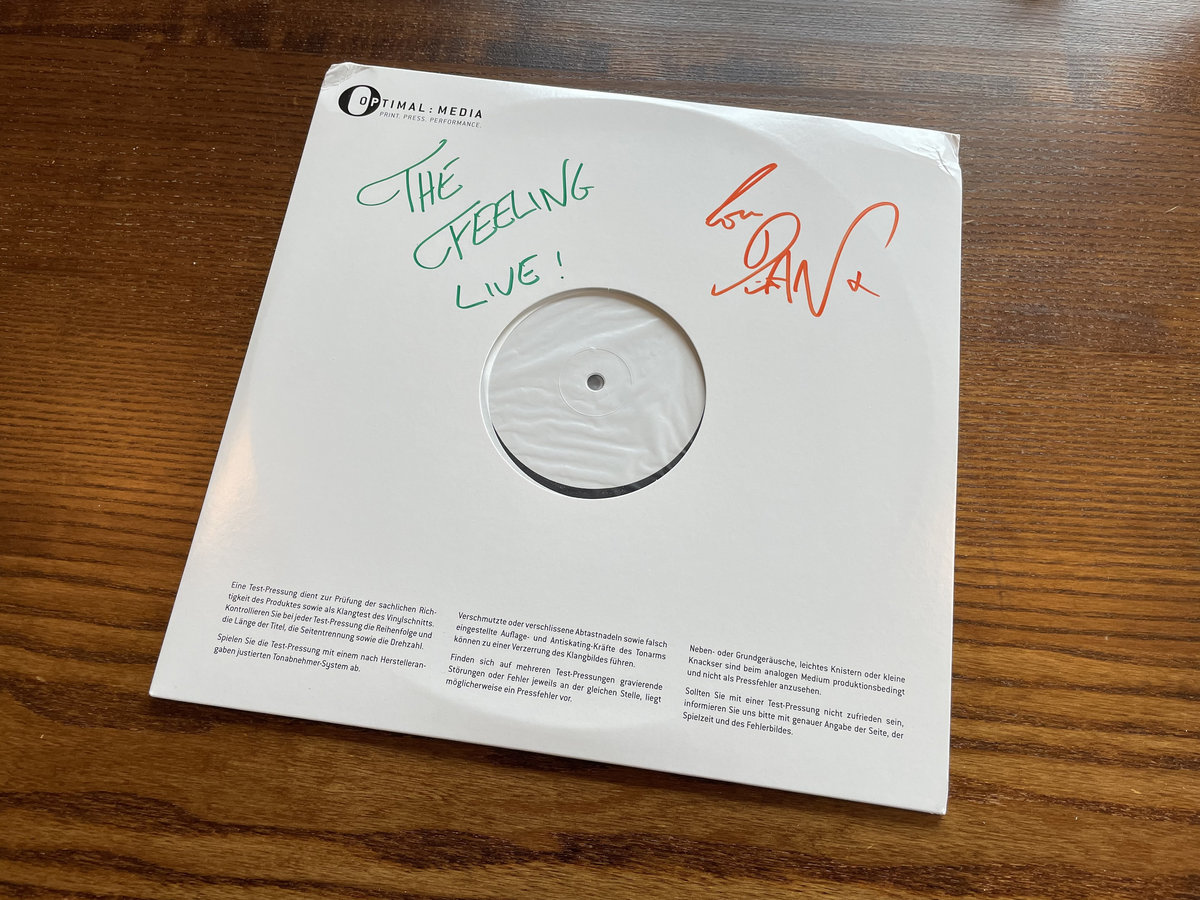 OPTIMAL : MEDIA
PRINT. PRESS. PERFORMANCE.
THE
FEELING
LIVE !
DAN x
Eine Test-Pressung dient zur Prüfung der sachlichen Rich-
tigkeit des Produktes sowie als Klangtest des Vinylschnitts.
Kontrollieren Sie bei jeder Test-Pressung die Reihenfolge und
die Länge der Titel, die Seitentrennung sowie die Drehzahl.
Spielen Sie die Test-Pressung mit einem nach Herstelleran-
gaben justierten Tonabnehmer-System ab.
Verschmutzte oder verschlissene Abtastnadeln sowie falsch
eingestellte Auflage- und Antiskating-Kräfte des Tonarms
können zu einer Verzerrung des Klangbildes führen.
Finden sich auf mehreren Test-Pressungen gravierende
Störungen oder Fehler jeweils an der gleichen Stelle, liegt
möglicherweise ein Pressfehler vor.
Neben- oder Grundgeräusche, leichtes Knistern oder kleine
Knackser sind beim analogen Medium produktionsbedingt
und nicht als Pressfehler anzusehen.
Sollten Sie mit einer Test-Pressung nicht zufrieden sein,
informieren Sie uns bitte mit genauer Angabe der Seite, der
Spielzeit und des Fehlerbildes.